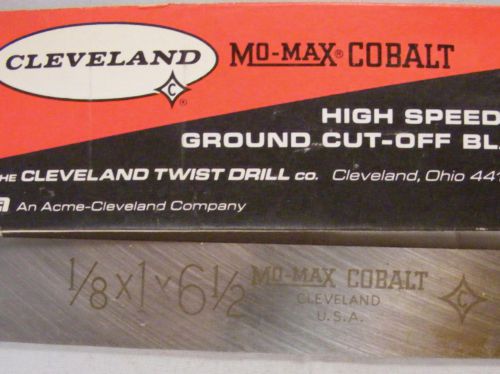 CLEVELAND
C
®
MO-MAX® COBALT
HIGH SPEED
GROUND CUT-OFF
THE CLEVELAND TWIST DRILL CO. Cleveland, Ohio 441
An Acme-Cleveland Company
1/8 x 1 x 6 1/2
MO-MAX COBALT
CLEVELAND
U.S.A.
C